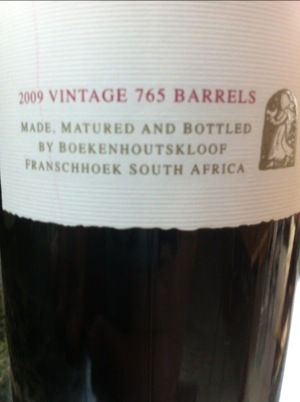 2009 VINTAGE 765 BARRELS
MADE, MATURED AND BOTTLED
BY BOEKENHOUTSKLOOF
FRANSCHHOEK SOUTH AFRICA